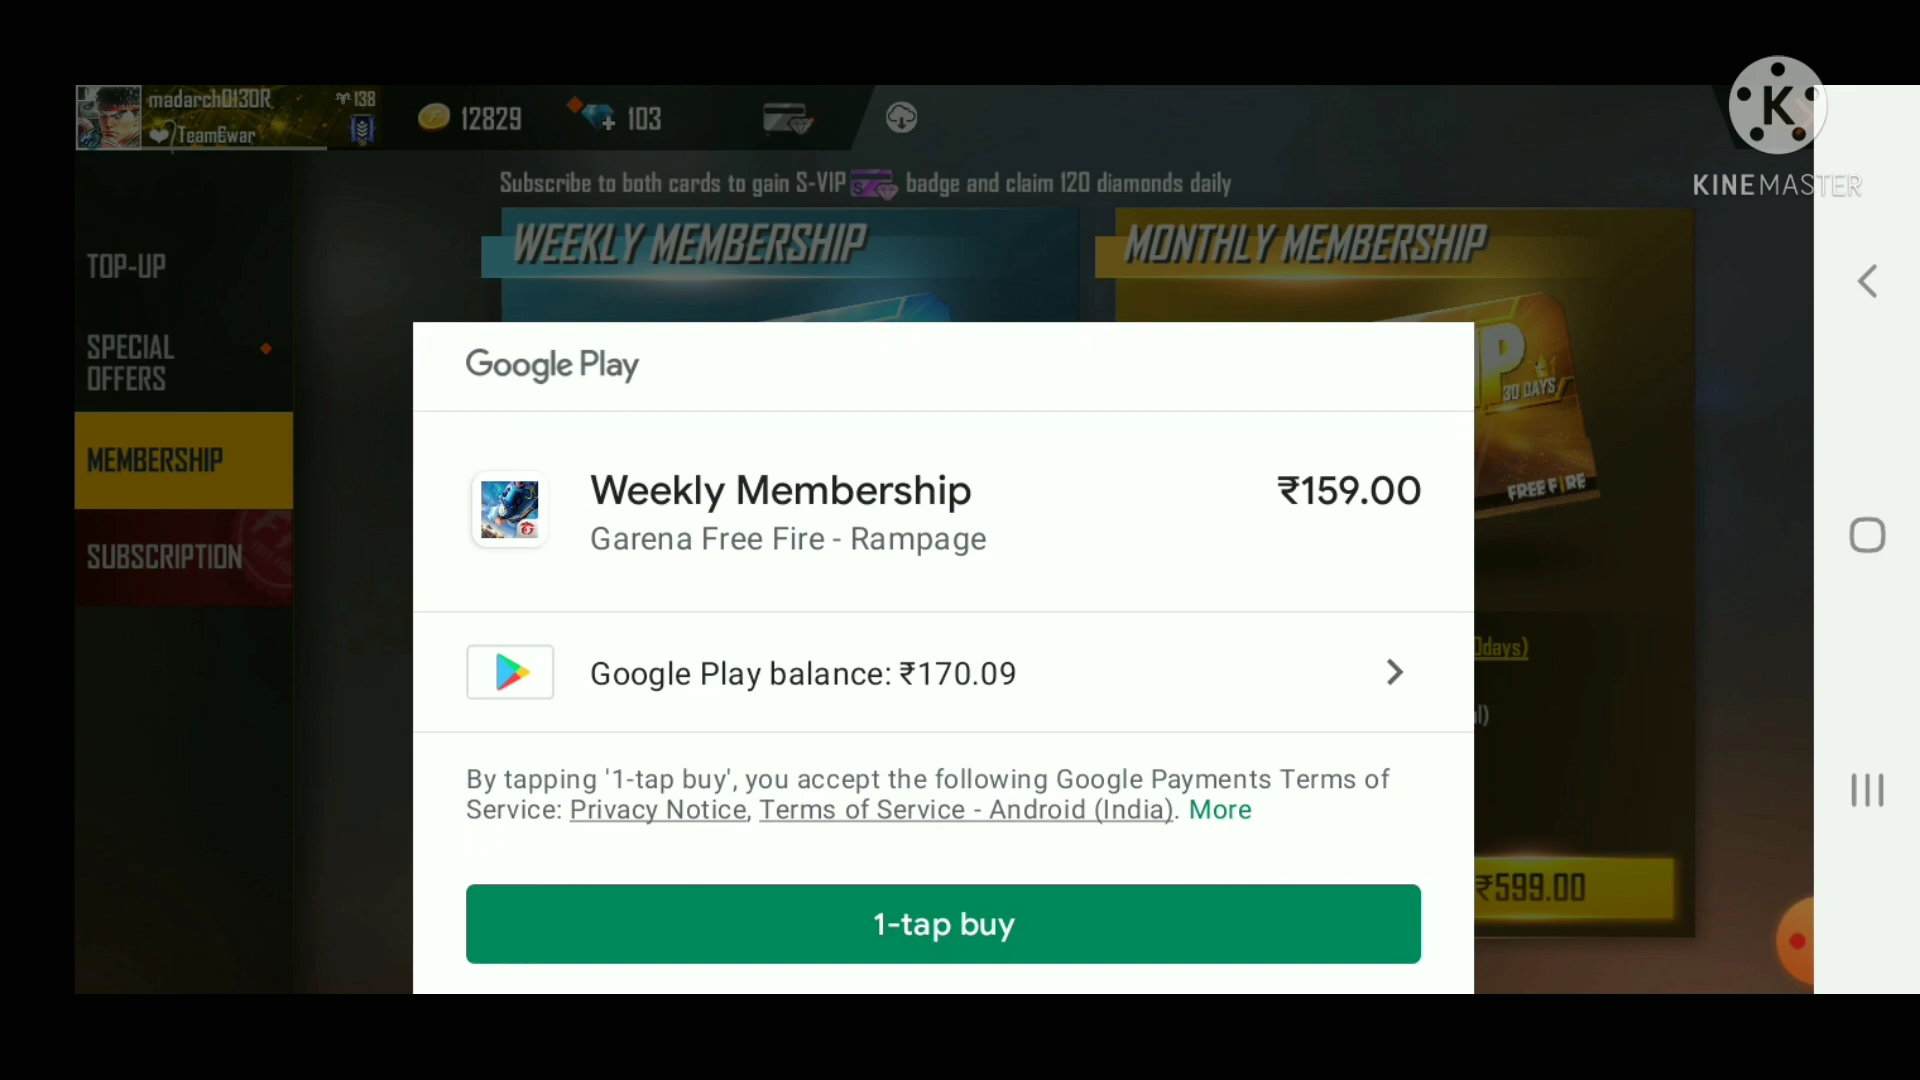 madarch0130R
138
TeamEwar
12829
103
K
KINEMASTER
Subscribe to both cards to gain S-VIP S badge and claim 120 diamonds daily
WEEKLY MEMBERSHIP
MONTHLY MEMBERSHIP
TOP-UP
SPECIAL
OFFERS
MEMBERSHIP
SUBSCRIPTION
P
30 DAYS
FREE FIRE
Google Play
Weekly Membership
₹159.00
Garena Free Fire - Rampage
0days)
Google Play balance: ₹170.09
l)
By tapping '1-tap buy', you accept the following Google Payments Terms of
Service: Privacy Notice, Terms of Service - Android (India). More
₹599.00
1-tap buy